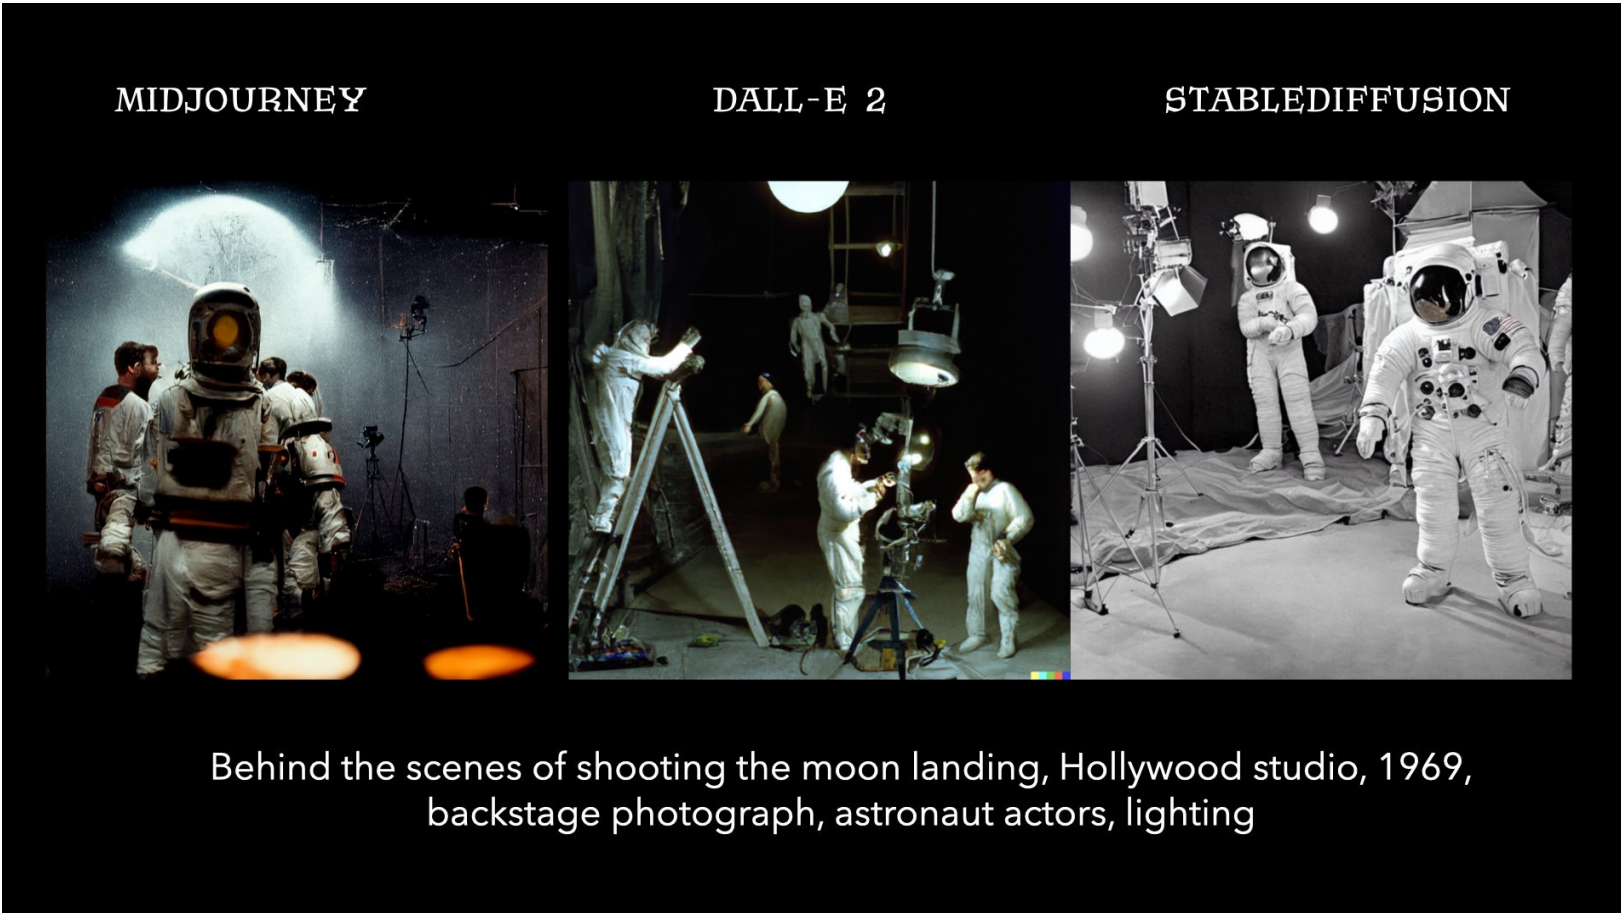 MIDJOURNEY
DALL-E 2
STABLEDIFFUSION
Behind the scenes of shooting the moon landing, Hollywood studio, 1969,
backstage photograph, astronaut actors, lighting